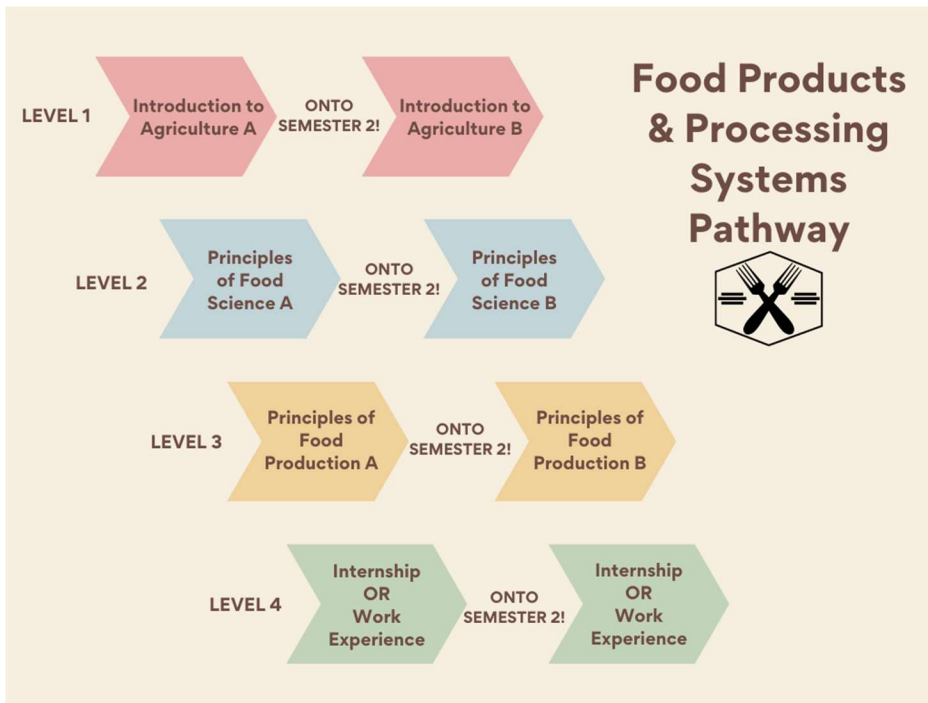 Food Products
& Processing
Systems
Pathway
LEVEL 1
Introduction to
Agriculture A
ONTO
SEMESTER 2!
Introduction to
Agriculture B
LEVEL 2
Principles
of Food
Science A
ONTO
SEMESTER 2!
Principles
of Food
Science B
LEVEL 3
Principles of
Food
Production A
ONTO
SEMESTER 2!
Principles of
Food
Production B
LEVEL 4
Internship
OR
Work
Experience
ONTO
SEMESTER 2!
Internship
OR
Work
Experience